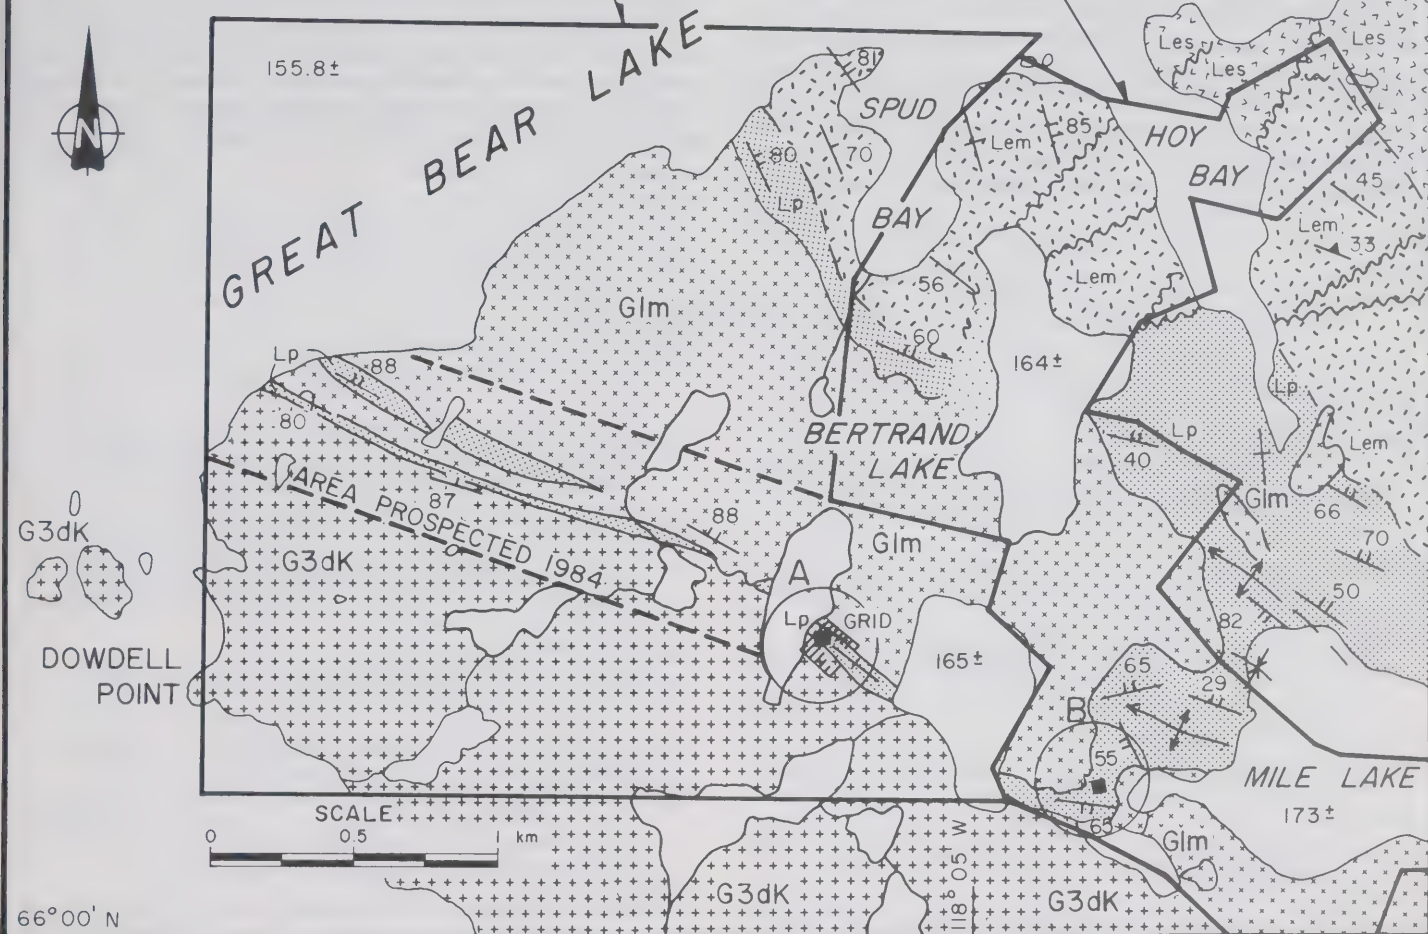 N
155.8±
GREAT BEAR LAKE
81
SPUD
BAY
Les
Les
Les
Lem
85
HOY
BAY
80
70
Lp
45
Lem
33
Lem
56
Glm
60
164±
Lp
88
Lp
80
BERTRAND
LAKE
Lp
40
Lem
Glm
66
87
AREA PROSPECTED 1984
88
Glm
70
G3dK
G3dK
50
A
82
Lp
GRID
DOWDELL
POINT
165±
65
29
B
55
MILE LAKE
173±
65
Glm
SCALE
0 0.5 1 km
118° 05' W
G3dK
G3dK
66°00' N